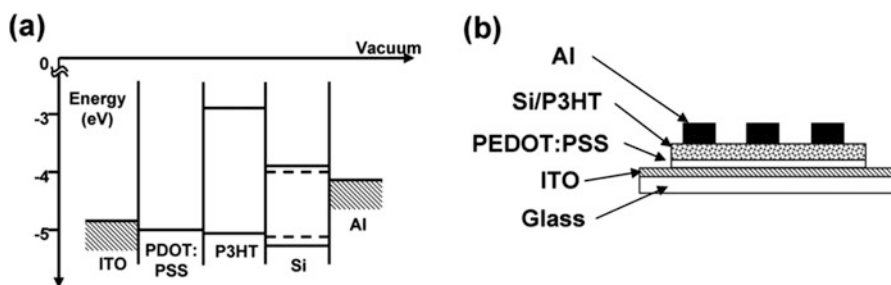 (a)
Vacuum
0
Energy
(eV)
-3
-4
-5
ITO
PDOT:
PSS
P3HT
Si
Al
(b)
Al
Si/P3HT
PEDOT:PSS
ITO
Glass